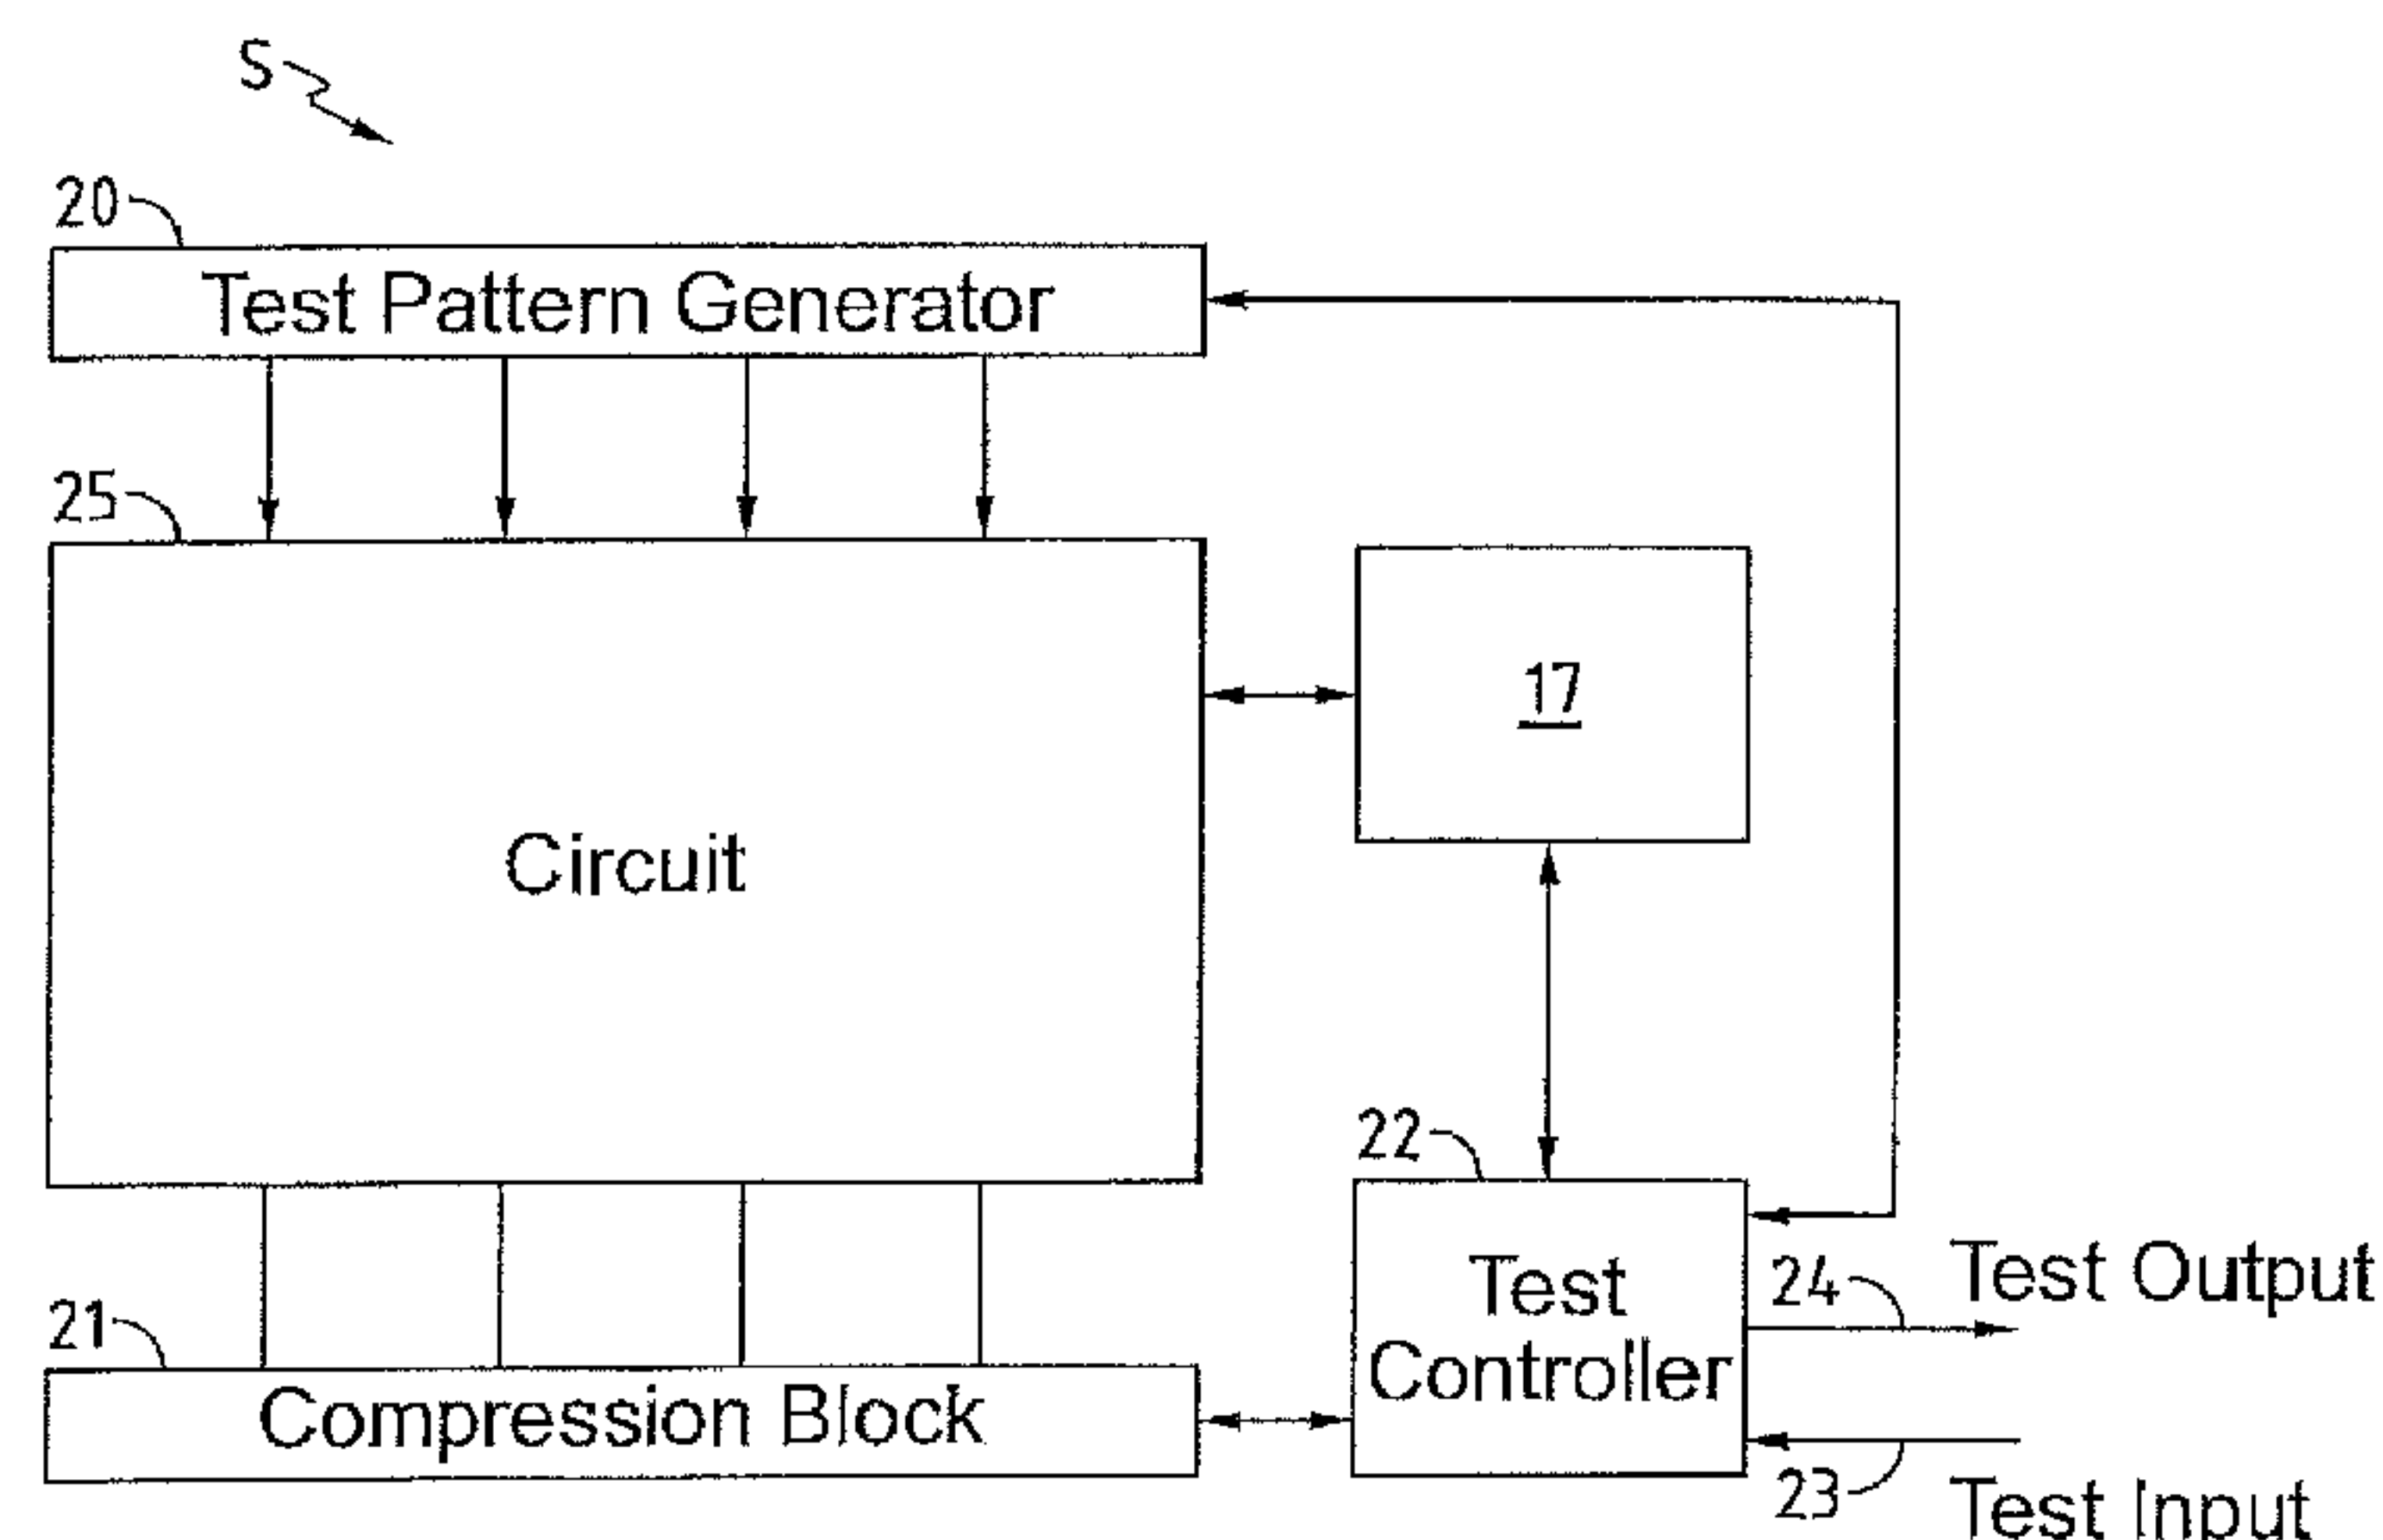 S
20
Test Pattern Generator
25
17
Circuit
22
Test
Controller
24
Test Output
21
Compression Block
23
Test Input